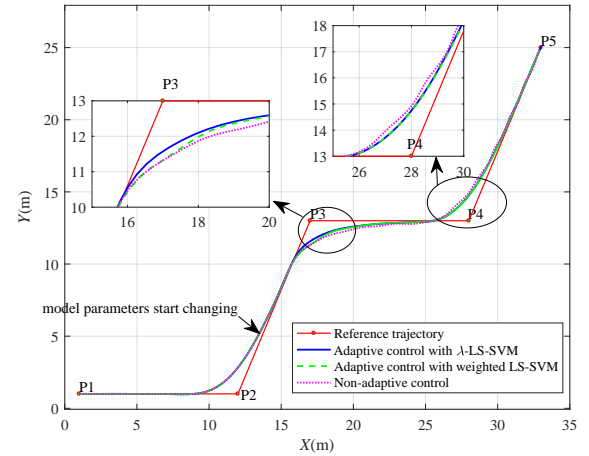 18
17
16
15
14
13
26
28
30
P4
P3
13
12
11
10
16
18
20
P5
P3
P4
model parameters start changing
P1
P2
Reference trajectory
Adaptive control with λ-LS-SVM
Adaptive control with weighted LS-SVM
Non-adaptive control
25
20
15
10
5
0
Y(m)
0
5
10
15
20
25
30
35
X(m)